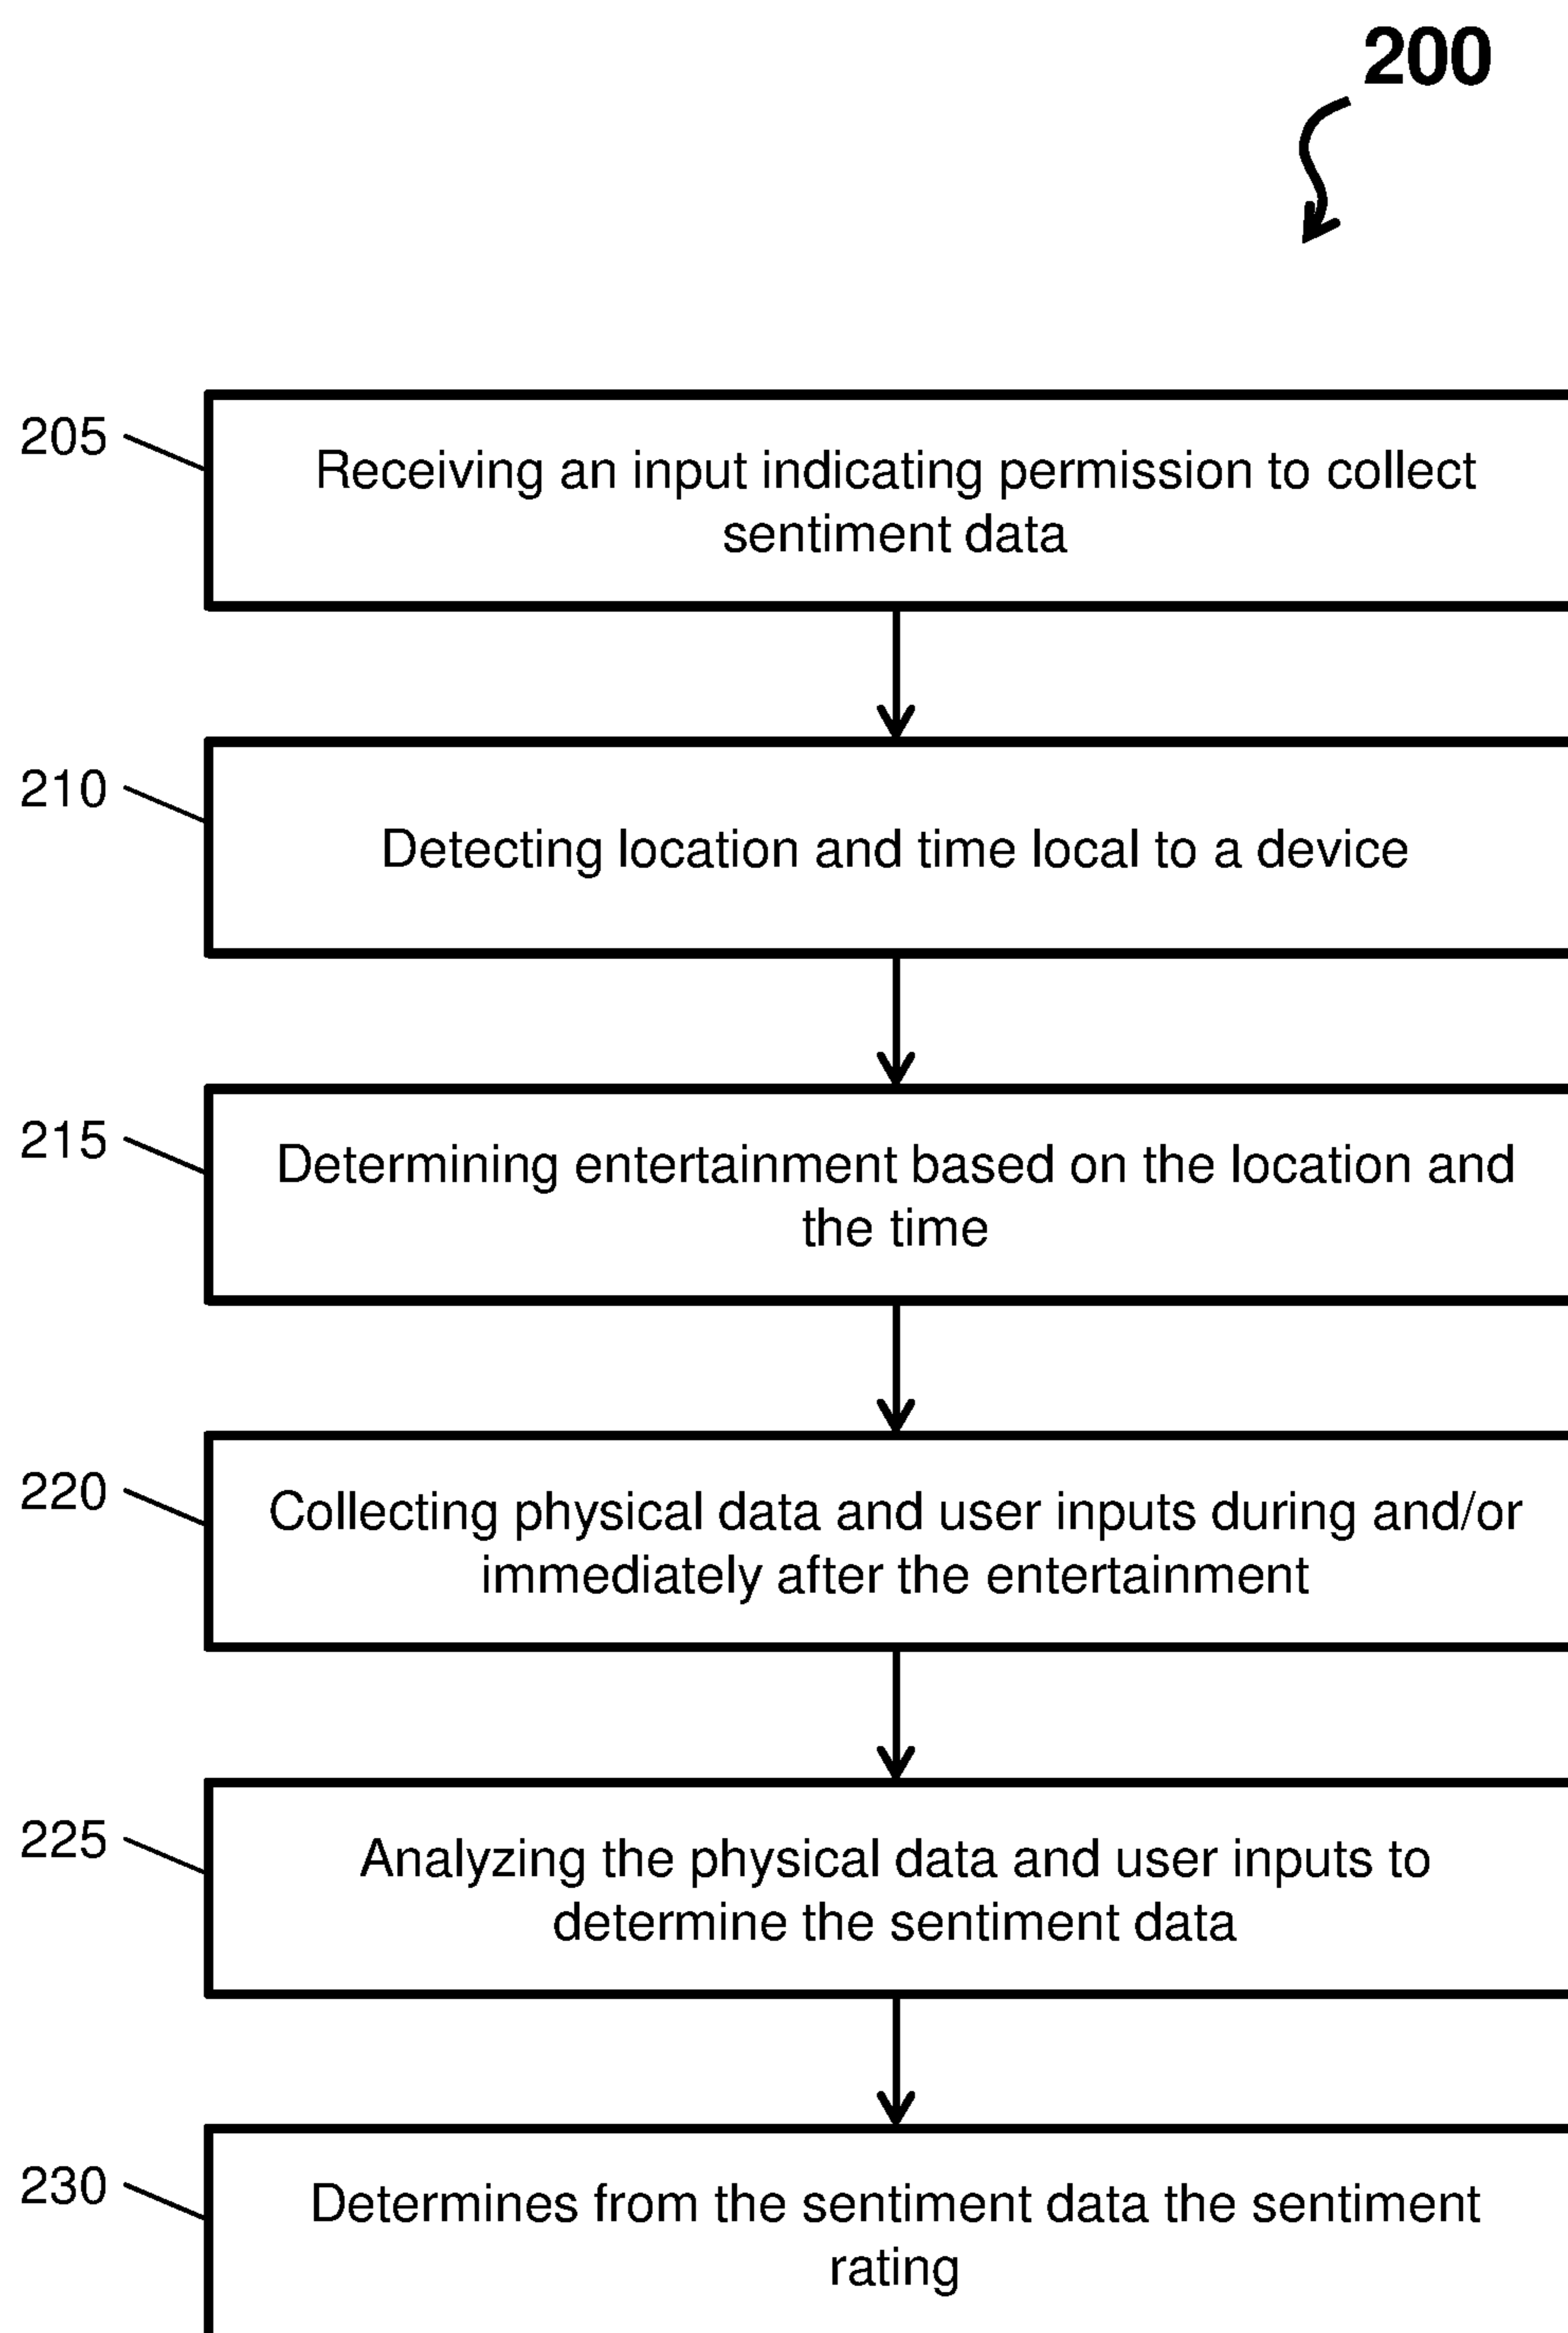 200
205
Receiving an input indicating permission to collect
sentiment data
210
Detecting location and time local to a device
215
Determining entertainment based on the location and
the time
220
Collecting physical data and user inputs during and/or
immediately after the entertainment
225
Analyzing the physical data and user inputs to
determine the sentiment data
230
Determines from the sentiment data the sentiment
rating